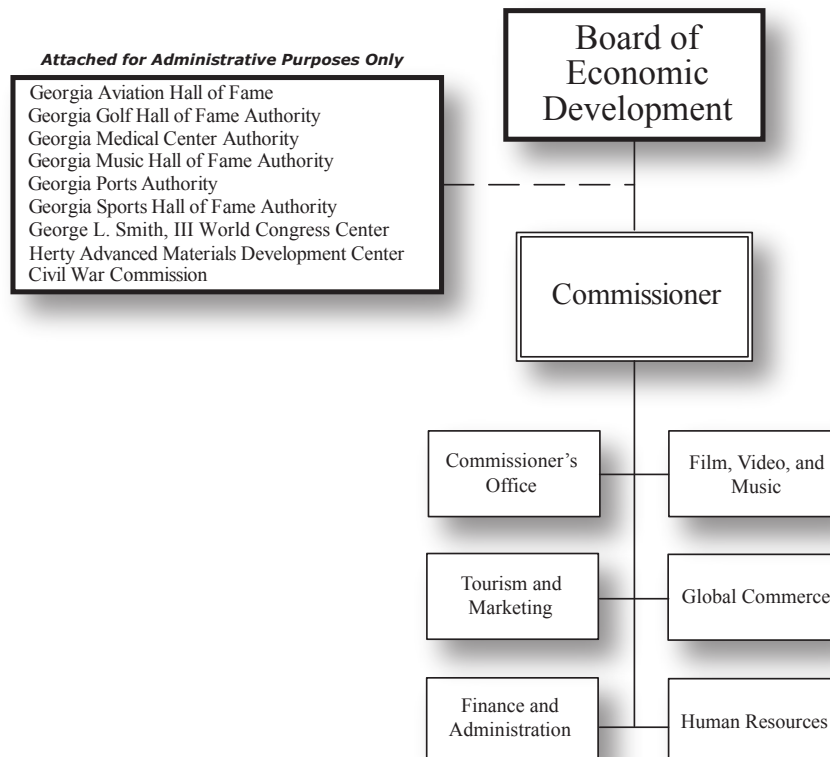 Attached for Administrative Purposes Only
Georgia Aviation Hall of Fame
Georgia Golf Hall of Fame Authority
Georgia Medical Center Authority
Georgia Music Hall of Fame Authority
Georgia Ports Authority
Georgia Sports Hall of Fame Authority
George L. Smith, III World Congress Center
Herty Advanced Materials Development Center
Civil War Commission
Board of
Economic
Development
Commissioner
Commissioner’s
Office
Film, Video, and
Music
Tourism and
Marketing
Global Commerce
Finance and
Administration
Human Resources